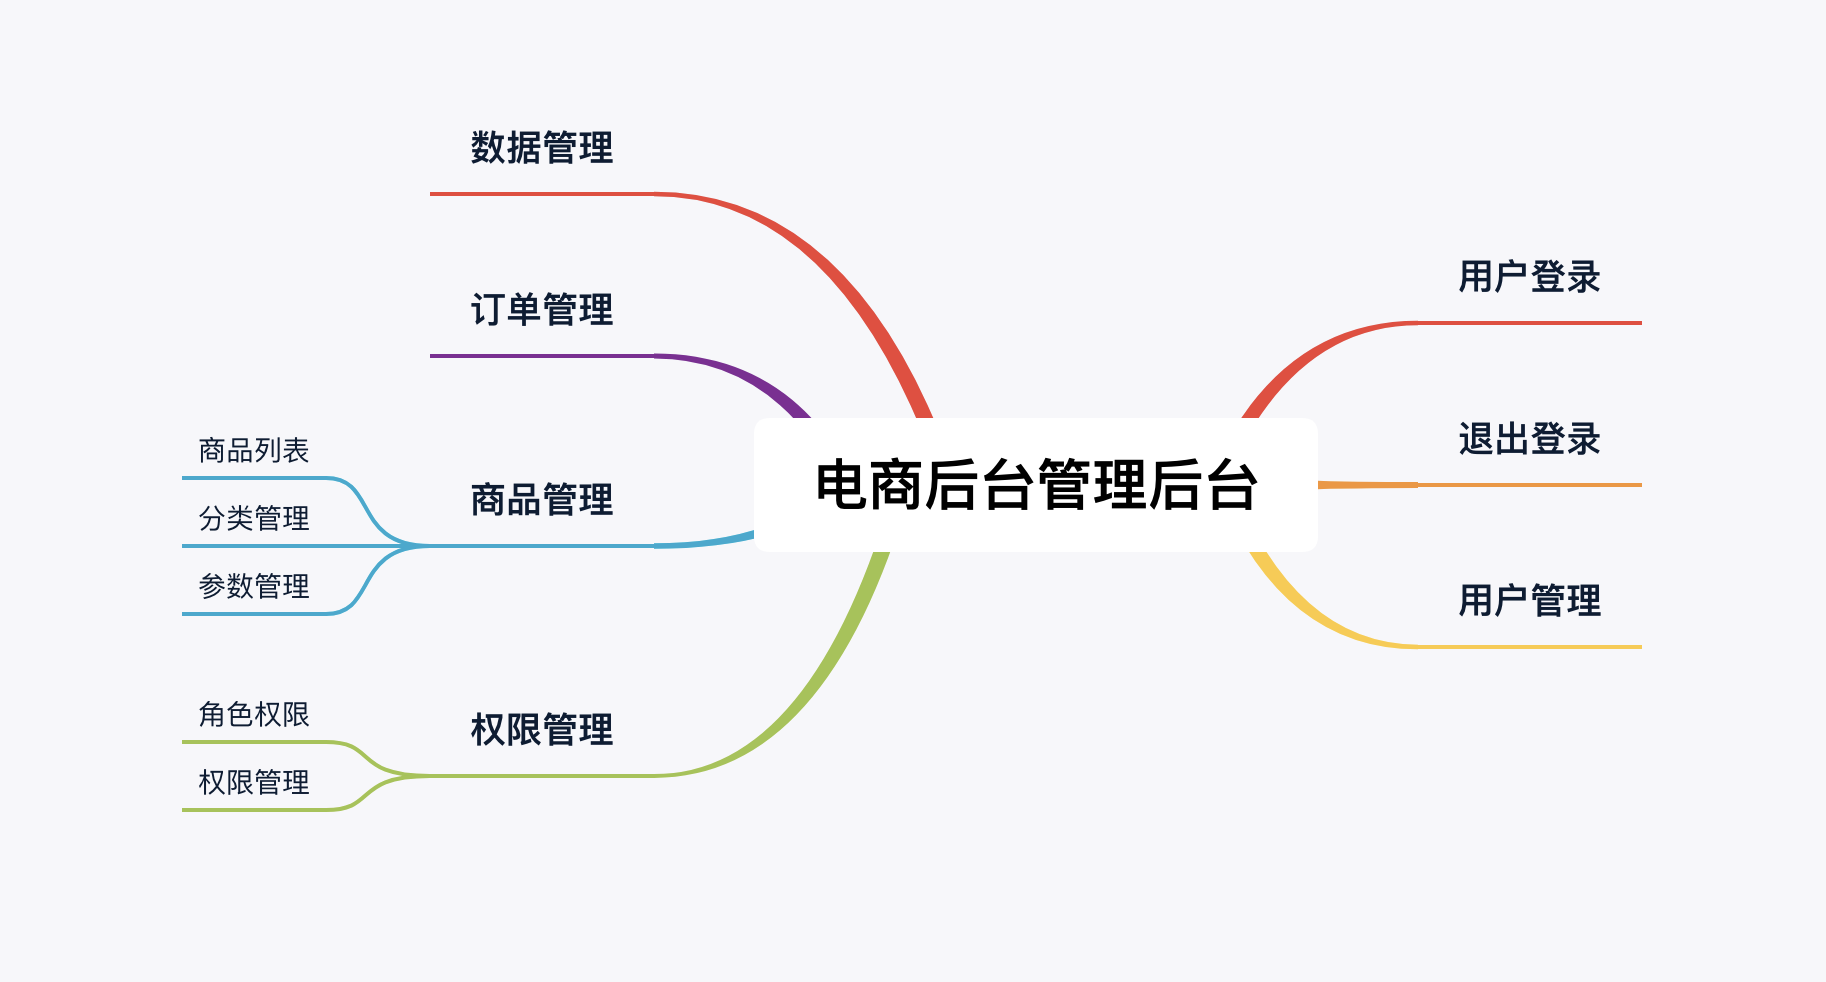 电商后台管理后台
用户登录
退出登录
用户管理
数据管理
订单管理
商品管理
商品列表
分类管理
参数管理
权限管理
角色权限
权限管理